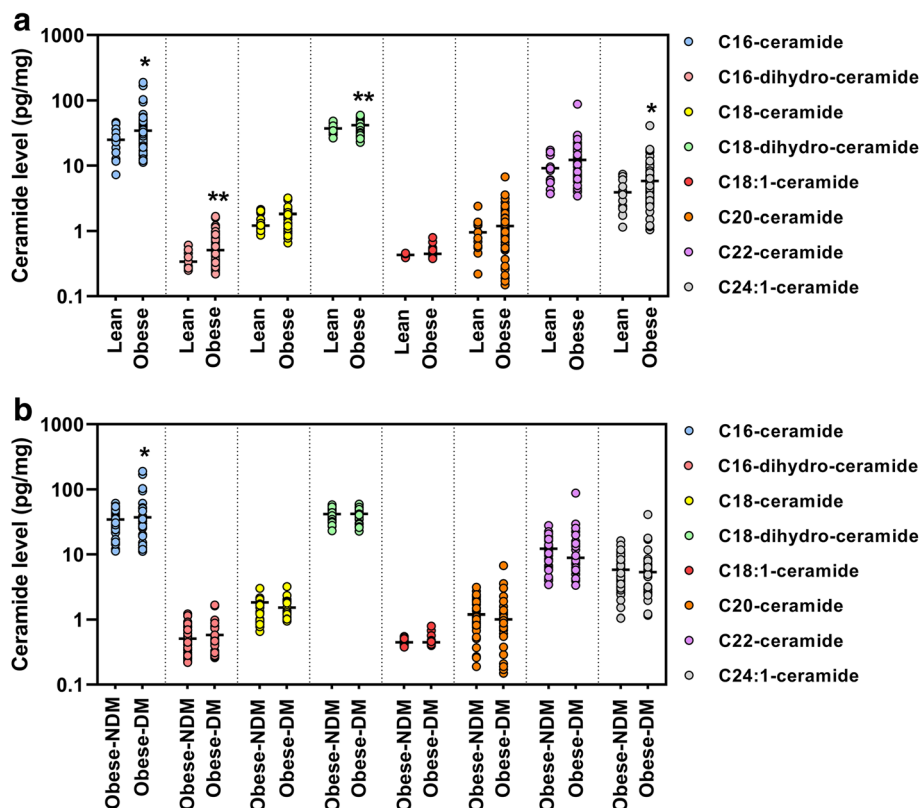 a
Ceramide level (pg/mg)
1000
100
10
1
0.1
*
**
**
*
Lean
Obese
Lean
Obese
Lean
Obese
Lean
Obese
Lean
Obese
Lean
Obese
Lean
Obese
Lean
Obese
C16-ceramide
C16-dihydro-ceramide
C18-ceramide
C18-dihydro-ceramide
C18:1-ceramide
C20-ceramide
C22-ceramide
C24:1-ceramide
b
Ceramide level (pg/mg)
1000
100
10
1
0.1
*
Obese-NDM
Obese-DM
Obese-NDM
Obese-DM
Obese-NDM
Obese-DM
Obese-NDM
Obese-DM
Obese-NDM
Obese-DM
Obese-NDM
Obese-DM
Obese-NDM
Obese-DM
Obese-NDM
Obese-DM
C16-ceramide
C16-dihydro-ceramide
C18-ceramide
C18-dihydro-ceramide
C18:1-ceramide
C20-ceramide
C22-ceramide
C24:1-ceramide